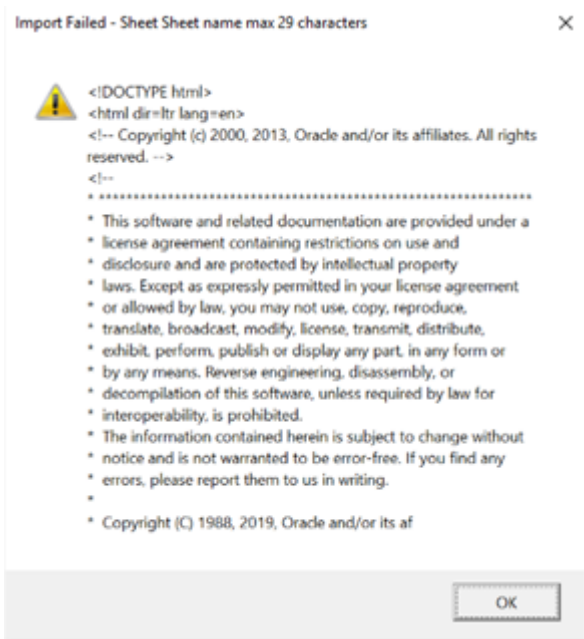 Import Failed - Sheet Sheet name max 29 characters
<!DOCTYPE html>
<html dir=ltr lang=en>
<!-- Copyright (c) 2000, 2013, Oracle and/or its affiliates. All rights
reserved. -->
<!--
* ****************************************************************
* This software and related documentation are provided under a
* license agreement containing restrictions on use and
* disclosure and are protected by intellectual property
* laws. Except as expressly permitted in your license agreement
* or allowed by law, you may not use, copy, reproduce,
* translate, broadcast, modify, license, transmit, distribute,
* exhibit, perform, publish or display any part, in any form or
* by any means. Reverse engineering, disassembly, or
* decompilation of this software, unless required by law for
* interoperability, is prohibited.
* The information contained herein is subject to change without
* notice and is not warranted to be error-free. If you find any
* errors, please report them to us in writing.
*
* Copyright (C) 1988, 2019, Oracle and/or its af
OK